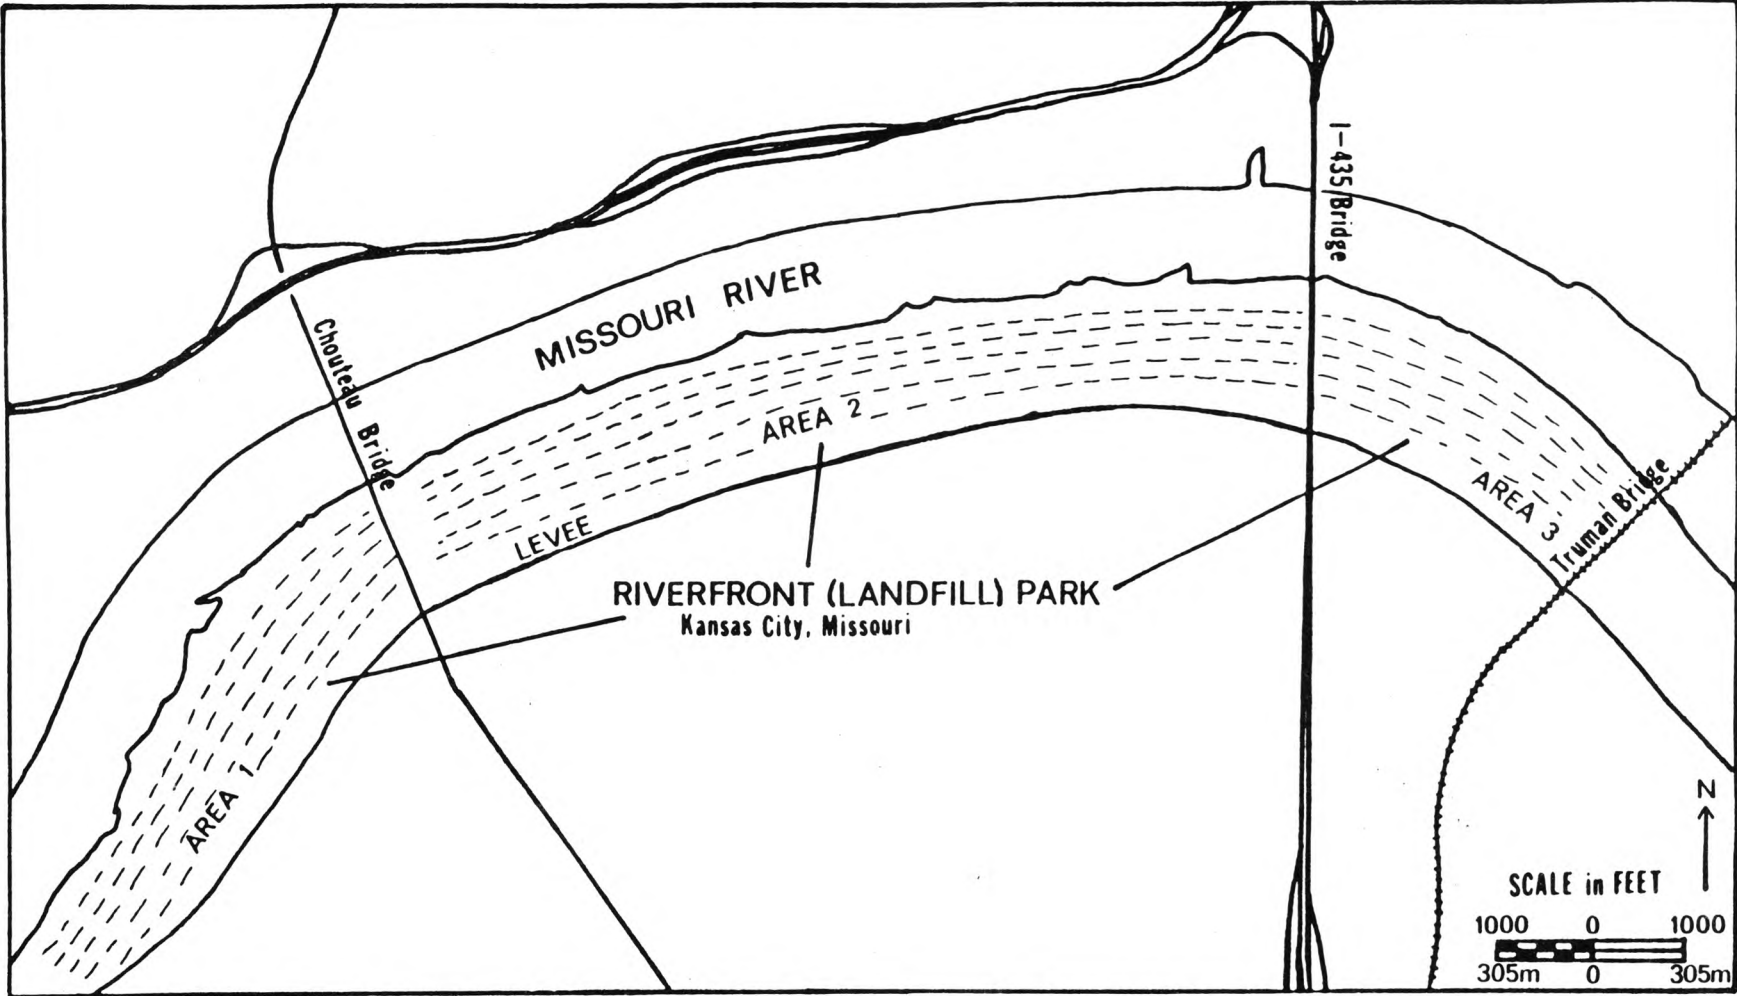 I-435 Bridge
MISSOURI RIVER
Chouteau Bridge
AREA 2
AREA 3
Truman Bridge
LEVEE
RIVERFRONT (LANDFILL) PARK
Kansas City, Missouri
AREA 1
N
SCALE in FEET
1000 0 1000
305m 0 305m